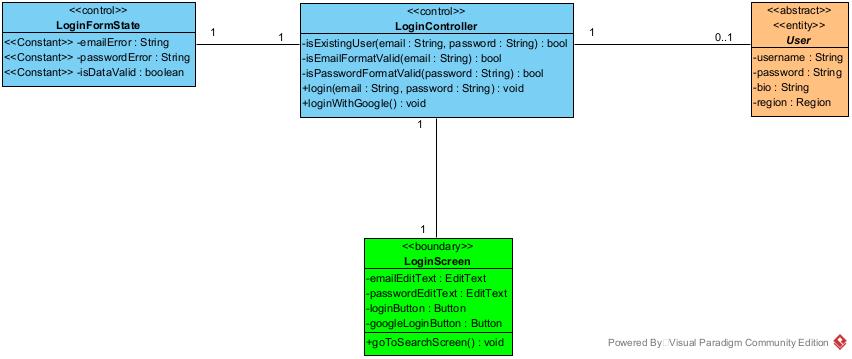 <<control>>
LoginFormState
<<Constant>> -emailError : String
<<Constant>> -passwordError : String
<<Constant>> -isDataValid : boolean
1
1
<<control>>
LoginController
-isExistingUser(email : String, password : String) : bool
-isEmailFormatValid(email : String) : bool
-isPasswordFormatValid(password : String) : bool
+login(email : String, password : String) : void
+loginWithGoogle() : void
1
0..1
<<abstract>>
<<entity>>
User
-username : String
-password : String
-bio : String
-region : Region
1
1
<<boundary>>
LoginScreen
-emailEditText : EditText
-passwordEditText : EditText
-loginButton : Button
-googleLoginButton : Button
+goToSearchScreen() : void
Powered By Visual Paradigm Community Edition